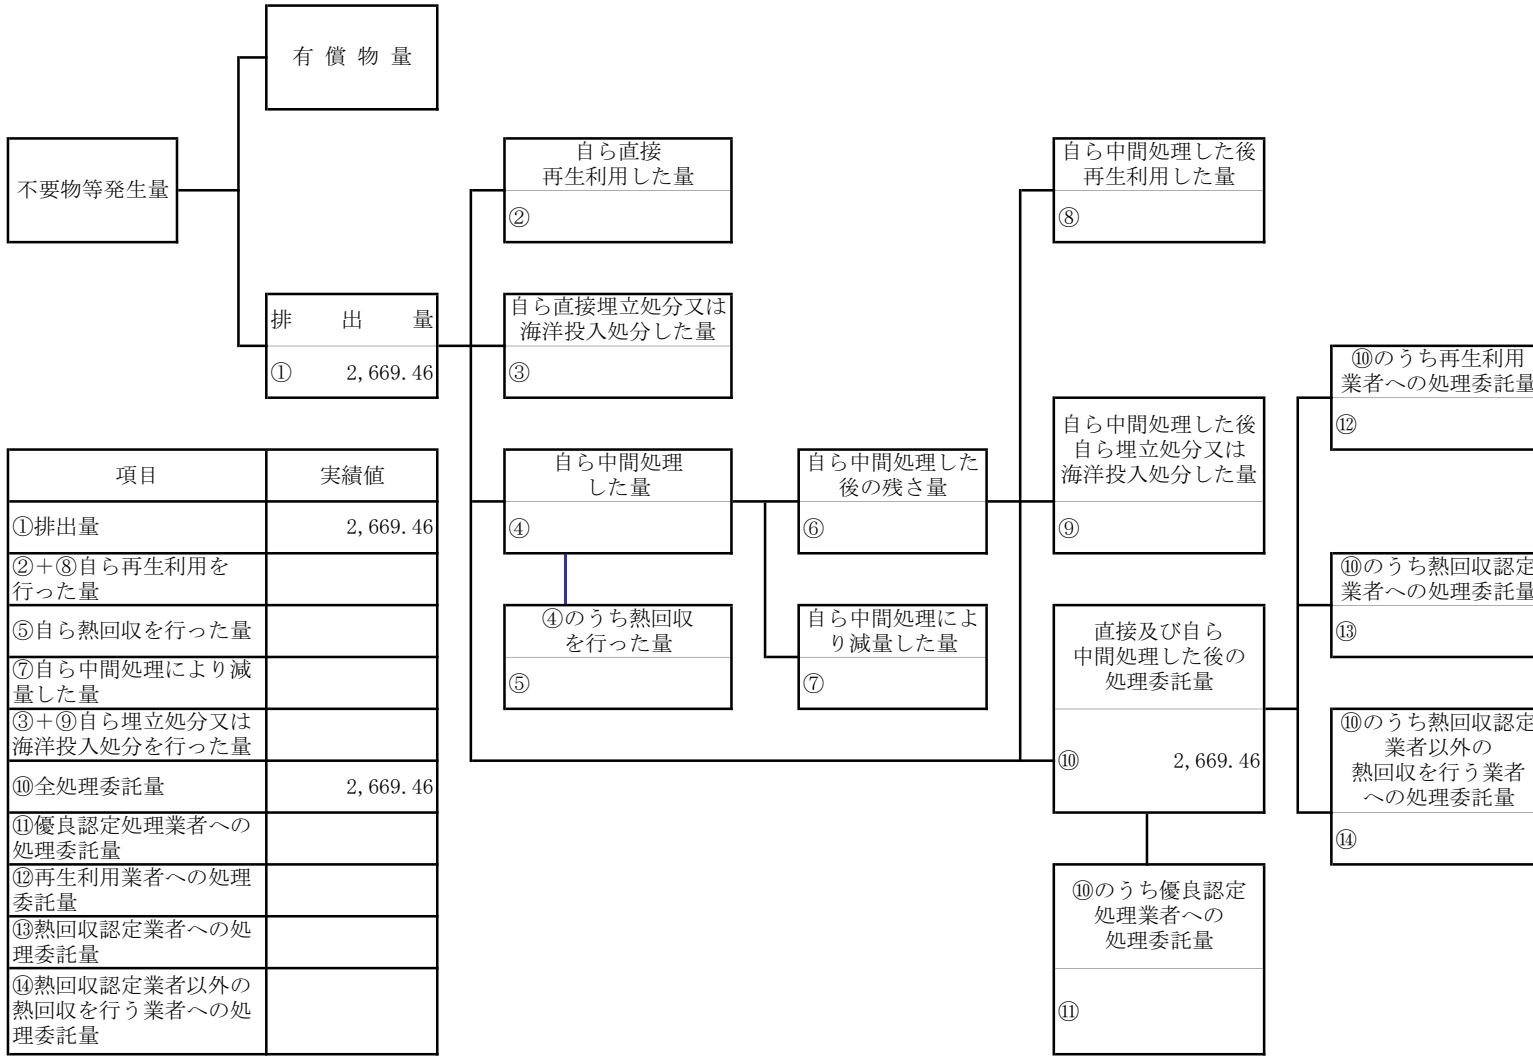 有償物量
不要物等発生量
排出量
① 2,669.46
自ら直接
再生利用した量
②
自ら直接埋立処分又は
海洋投入処分した量
③
自ら中間処理
した量
④
④のうち熱回収
を行った量
⑤
自ら中間処理した
後の残さ量
⑥
自ら中間処理によ
り減量した量
⑦
自ら中間処理した後
再生利用した量
⑧
自ら中間処理した後
自ら埋立処分又は
海洋投入処分した量
⑨
直接及び自ら
中間処理した後の
処理委託量
⑩ 2,669.46
⑩のうち優良認定
処理業者への
処理委託量
⑪
⑩のうち再生利用
業者への処理委託量
⑫
⑩のうち熱回収認定
業者への処理委託量
⑬
⑩のうち熱回収認定
業者以外の
熱回収を行う業者
への処理委託量
⑭
項目 実績値
①排出量 2,669.46
②＋⑧自ら再生利用を
行った量
⑤自ら熱回収を行った量
⑦自ら中間処理により減
量した量
③＋⑨自ら埋立処分又は
海洋投入処分を行った量
⑩全処理委託量 2,669.46
⑪優良認定処理業者への
処理委託量
⑫再生利用業者への処理
委託量
⑬熱回収認定業者への処
理委託量
⑭熱回収認定業者以外の
熱回収を行う業者への処
理委託量